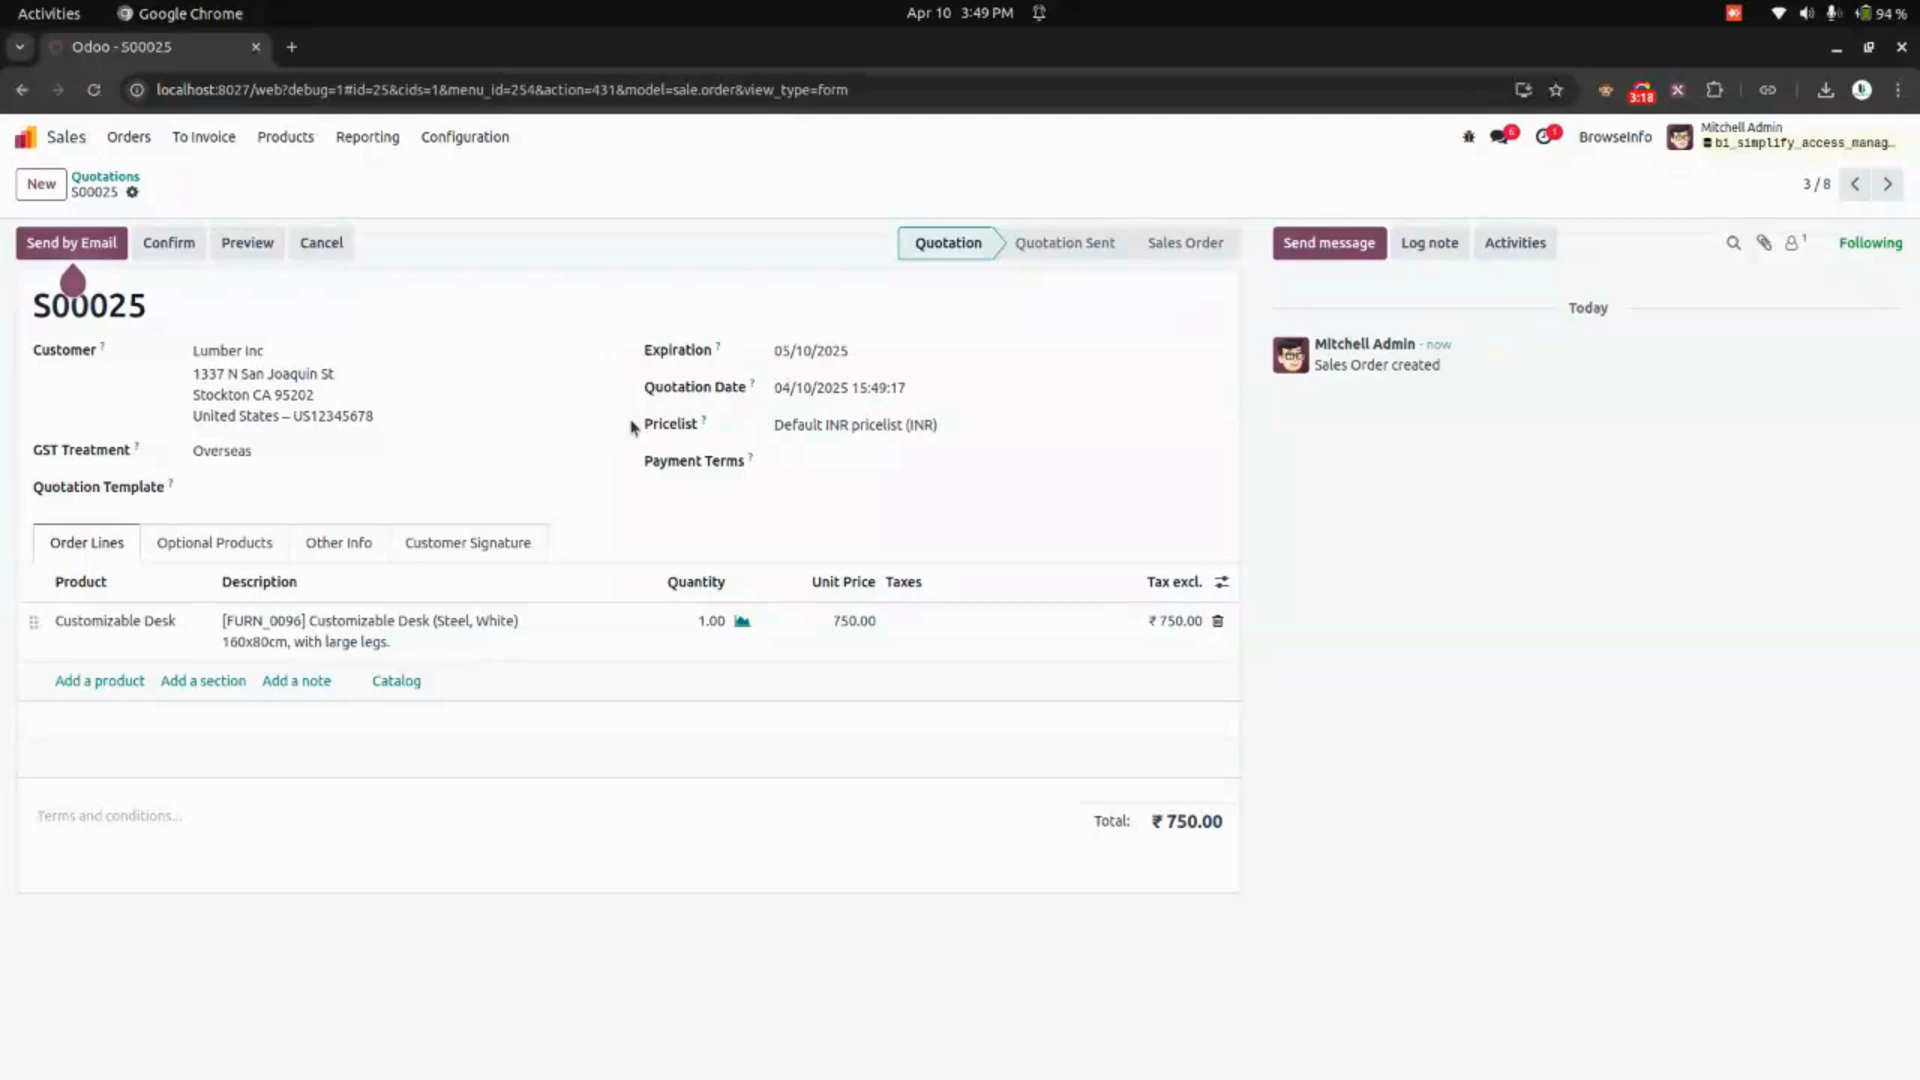 Activities Google Chrome Apr 10 3:49 PM 94 %
Odoo - S00025
localhost:8027/web?debug=1#id=25&cids=1&menu_id=254&action=431&model=sale.order&view_type=form 3:18
Sales Orders To Invoice Products Reporting Configuration 6 1 BrowseInfo Mitchell Admin
bi_simplify_access_manag...
New Quotations
S00025 3 / 8
Send by Email Confirm Preview Cancel Quotation Quotation Sent Sales Order Send message Log note Activities 1 Following
S00025
Today
Customer ? Lumber Inc Expiration ? 05/10/2025
Mitchell Admin - now
Sales Order created
1337 N San Joaquin St
Quotation Date ? 04/10/2025 15:49:17
Stockton CA 95202
United States – US12345678
Pricelist ? Default INR pricelist (INR)
GST Treatment ? Overseas
Payment Terms ?
Quotation Template ?
Order Lines Optional Products Other Info Customer Signature
Product Description Quantity Unit Price Taxes Tax excl.
Customizable Desk [FURN_0096] Customizable Desk (Steel, White) 1.00 750.00 ₹ 750.00
160x80cm, with large legs.
Add a product Add a section Add a note Catalog
Terms and conditions...
Total: ₹ 750.00